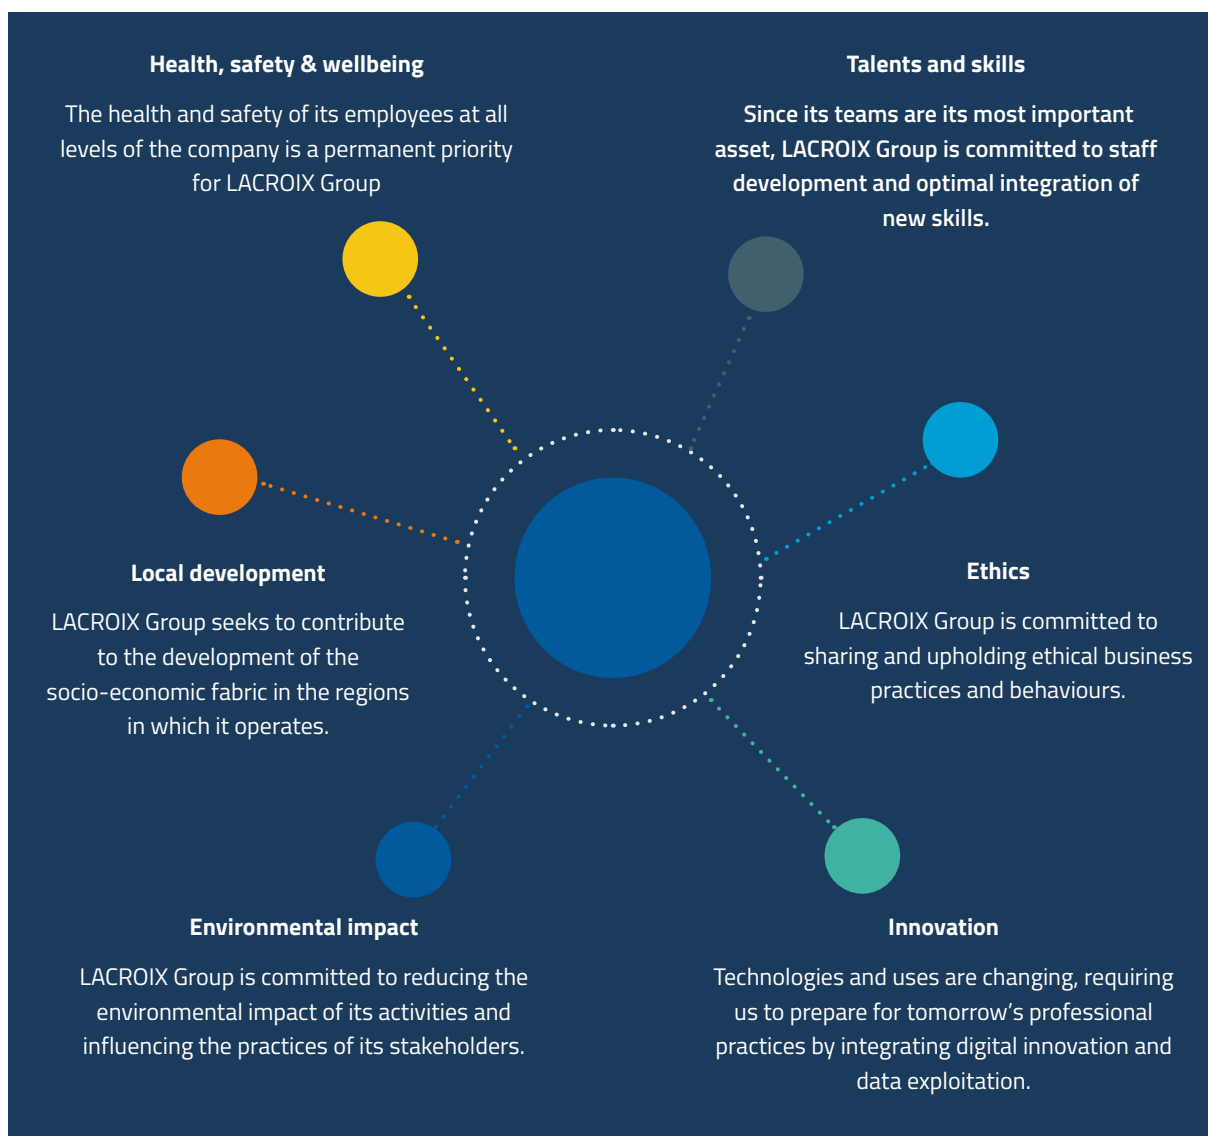 Health, safety & wellbeing
The health and safety of its employees at all
levels of the company is a permanent priority
for LACROIX Group
Talents and skills
Since its teams are its most important
asset, LACROIX Group is committed to staff
development and optimal integration of
new skills.
Local development
LACROIX Group seeks to contribute
to the development of the
socio-economic fabric in the regions
in which it operates.
Ethics
LACROIX Group is committed to
sharing and upholding ethical business
practices and behaviours.
Environmental impact
LACROIX Group is committed to reducing the
environmental impact of its activities and
influencing the practices of its stakeholders.
Innovation
Technologies and uses are changing, requiring
us to prepare for tomorrow’s professional
practices by integrating digital innovation and
data exploitation.